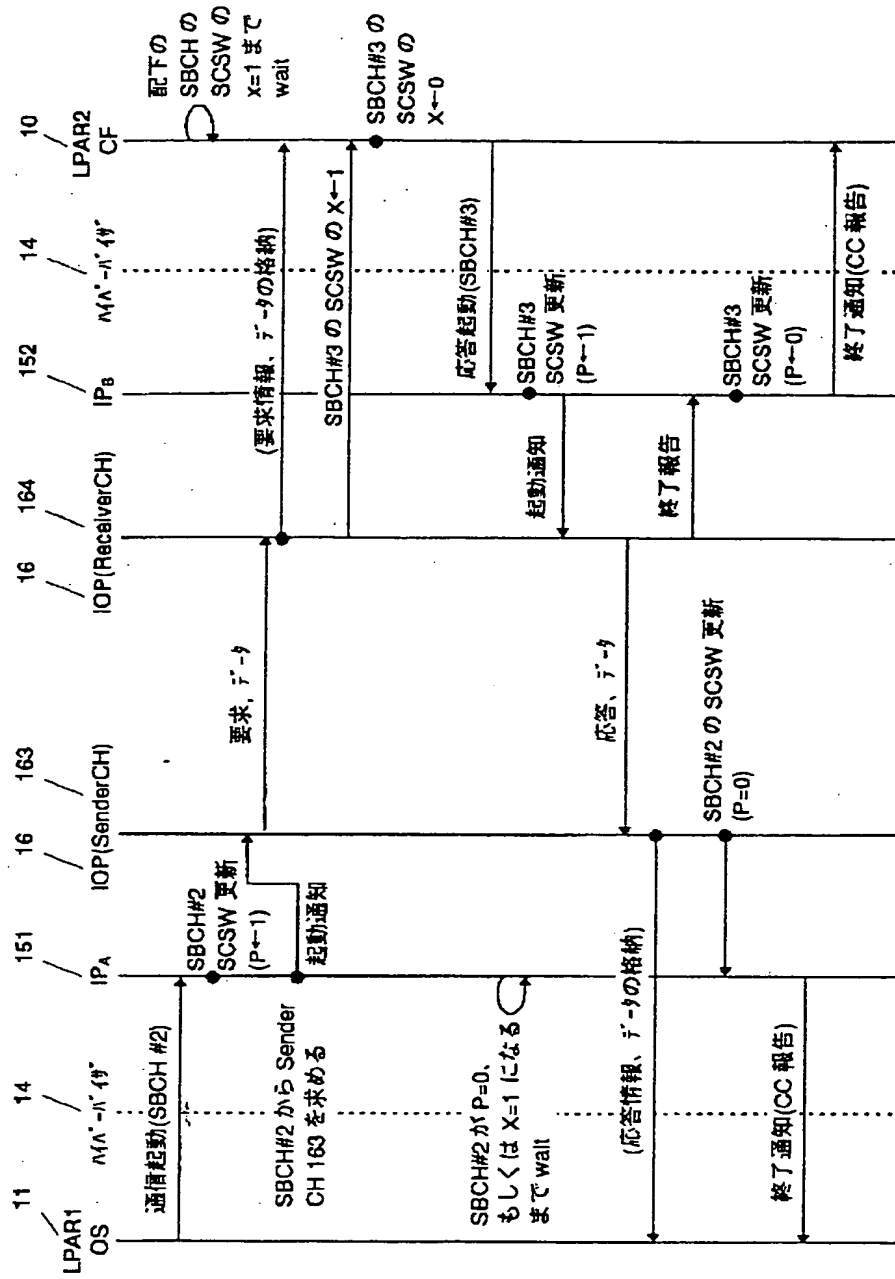 11
LPAR1
OS
14
ﾊｲﾊﾟｰﾊﾞｲｻﾞ
151
IPA
16
163
IOP(SenderCH)
16
164
IOP(ReceiverCH)
152
IPB
14
ﾊｲﾊﾟｰﾊﾞｲｻﾞ
10
LPAR2
CF
配下の
SBCH の
SCSW の
X=1 まで
wait
通信起動(SBCH #2)
SBCH#2
SCSW 更新
(P←1)
SBCH#2 から Sender
CH 163 を求める
起動通知
要求, ﾃﾞｰﾀ
(要求情報、ﾃﾞｰﾀの格納)
SBCH#3 の SCSW の X←1
SBCH#3 の
SCSW の
X←0
応答起動(SBCH#3)
SBCH#3
SCSW 更新
(P←1)
起動通知
SBCH#2 が P=0、
もしくは X=1 になる
まで wait
応答、ﾃﾞｰﾀ
(応答情報、ﾃﾞｰﾀの格納)
終了報告
SBCH#3
SCSW 更新
(P←0)
SBCH#2 の SCSW 更新
(P=0)
終了通知(CC 報告)
終了通知(CC 報告)